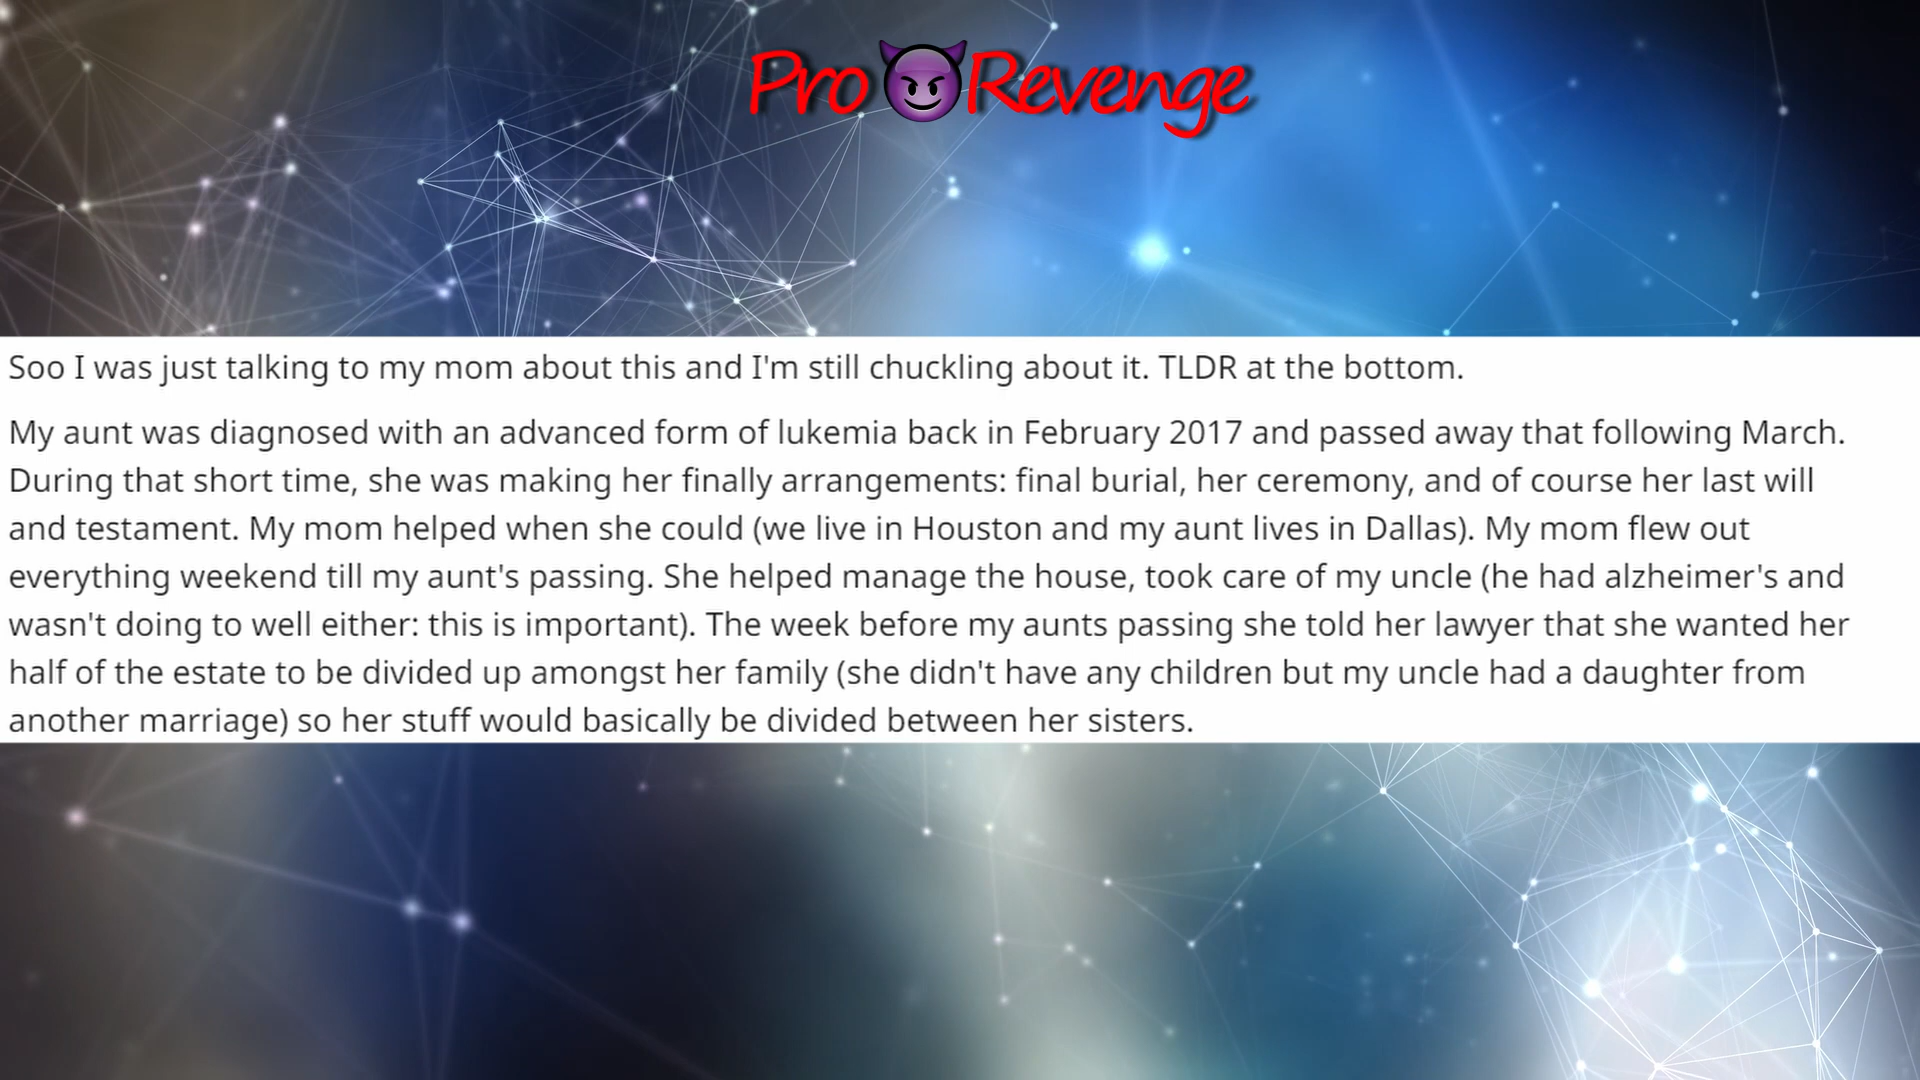 Pro Revenge
Soo I was just talking to my mom about this and I'm still chuckling about it. TLDR at the bottom.
My aunt was diagnosed with an advanced form of lukemia back in February 2017 and passed away that following March.
During that short time, she was making her finally arrangements: final burial, her ceremony, and of course her last will
and testament. My mom helped when she could (we live in Houston and my aunt lives in Dallas). My mom flew out
everything weekend till my aunt's passing. She helped manage the house, took care of my uncle (he had alzheimer's and
wasn't doing to well either: this is important). The week before my aunts passing she told her lawyer that she wanted her
half of the estate to be divided up amongst her family (she didn't have any children but my uncle had a daughter from
another marriage) so her stuff would basically be divided between her sisters.